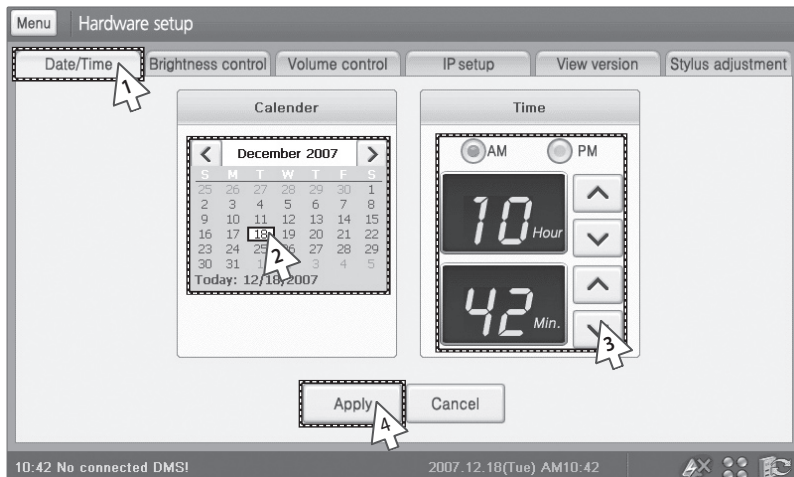 Menu Hardware setup
Date/Time Brightness control Volume control IP setup View version Stylus adjustment
1
Calender
December 2007
S M T W T F S
25 26 27 28 29 30 1
2 3 4 5 6 7 8
9 10 11 12 13 14 15
16 17 18 19 20 21 22
23 24 25 26 27 28 29
30 31 1 3 4 5
Today: 12/18/2007
2
Time
AM PM
10 Hour
42 Min.
3
Apply Cancel
4
10:42 No connected DMS! 2007.12.18(Tue) AM10:42